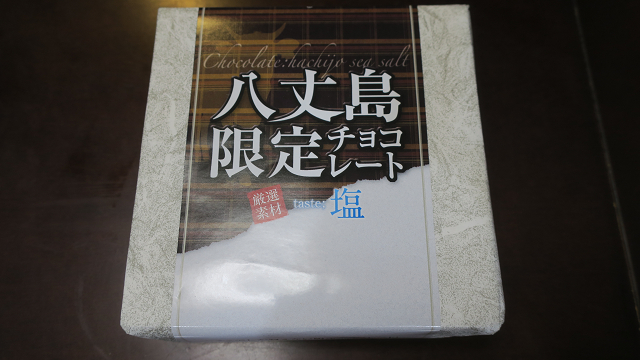 Chocolate:hachijo sea salt
八丈島
限定チョコレート
厳選素材
taste:塩